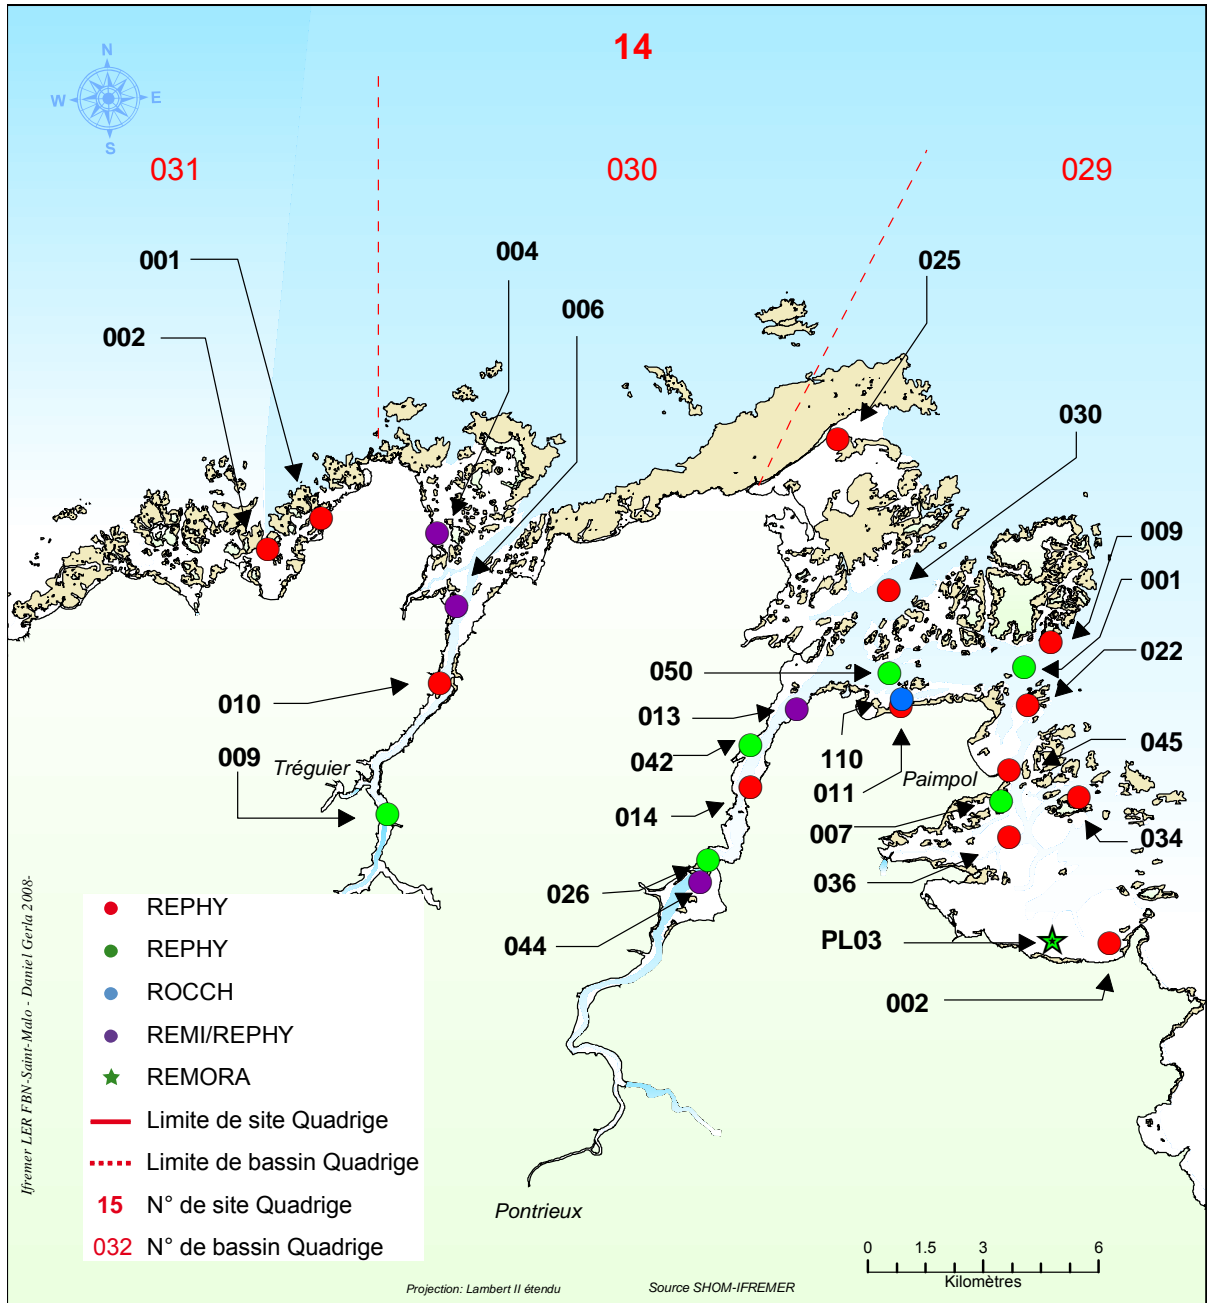 14
N
W
E
S
031
030
029
001
004
025
002
006
030
009
001
050
022
013
010
042
110
045
009
Tréguier
011
Paimpol
014
007
034
026
036
044
PL03
002
REPHY
REPHY
ROCCH
REMI/REPHY
REMORA
Limite de site Quadrige
Limite de bassin Quadrige
15 N° de site Quadrige
032 N° de bassin Quadrige
Pontrieux
0 1.5 3 6
Kilomètres
Projection: Lambert II étendu
Source SHOM-IFREMER
Ifremer LER FBN-Saint-Malo - Daniel Gerla 2008-